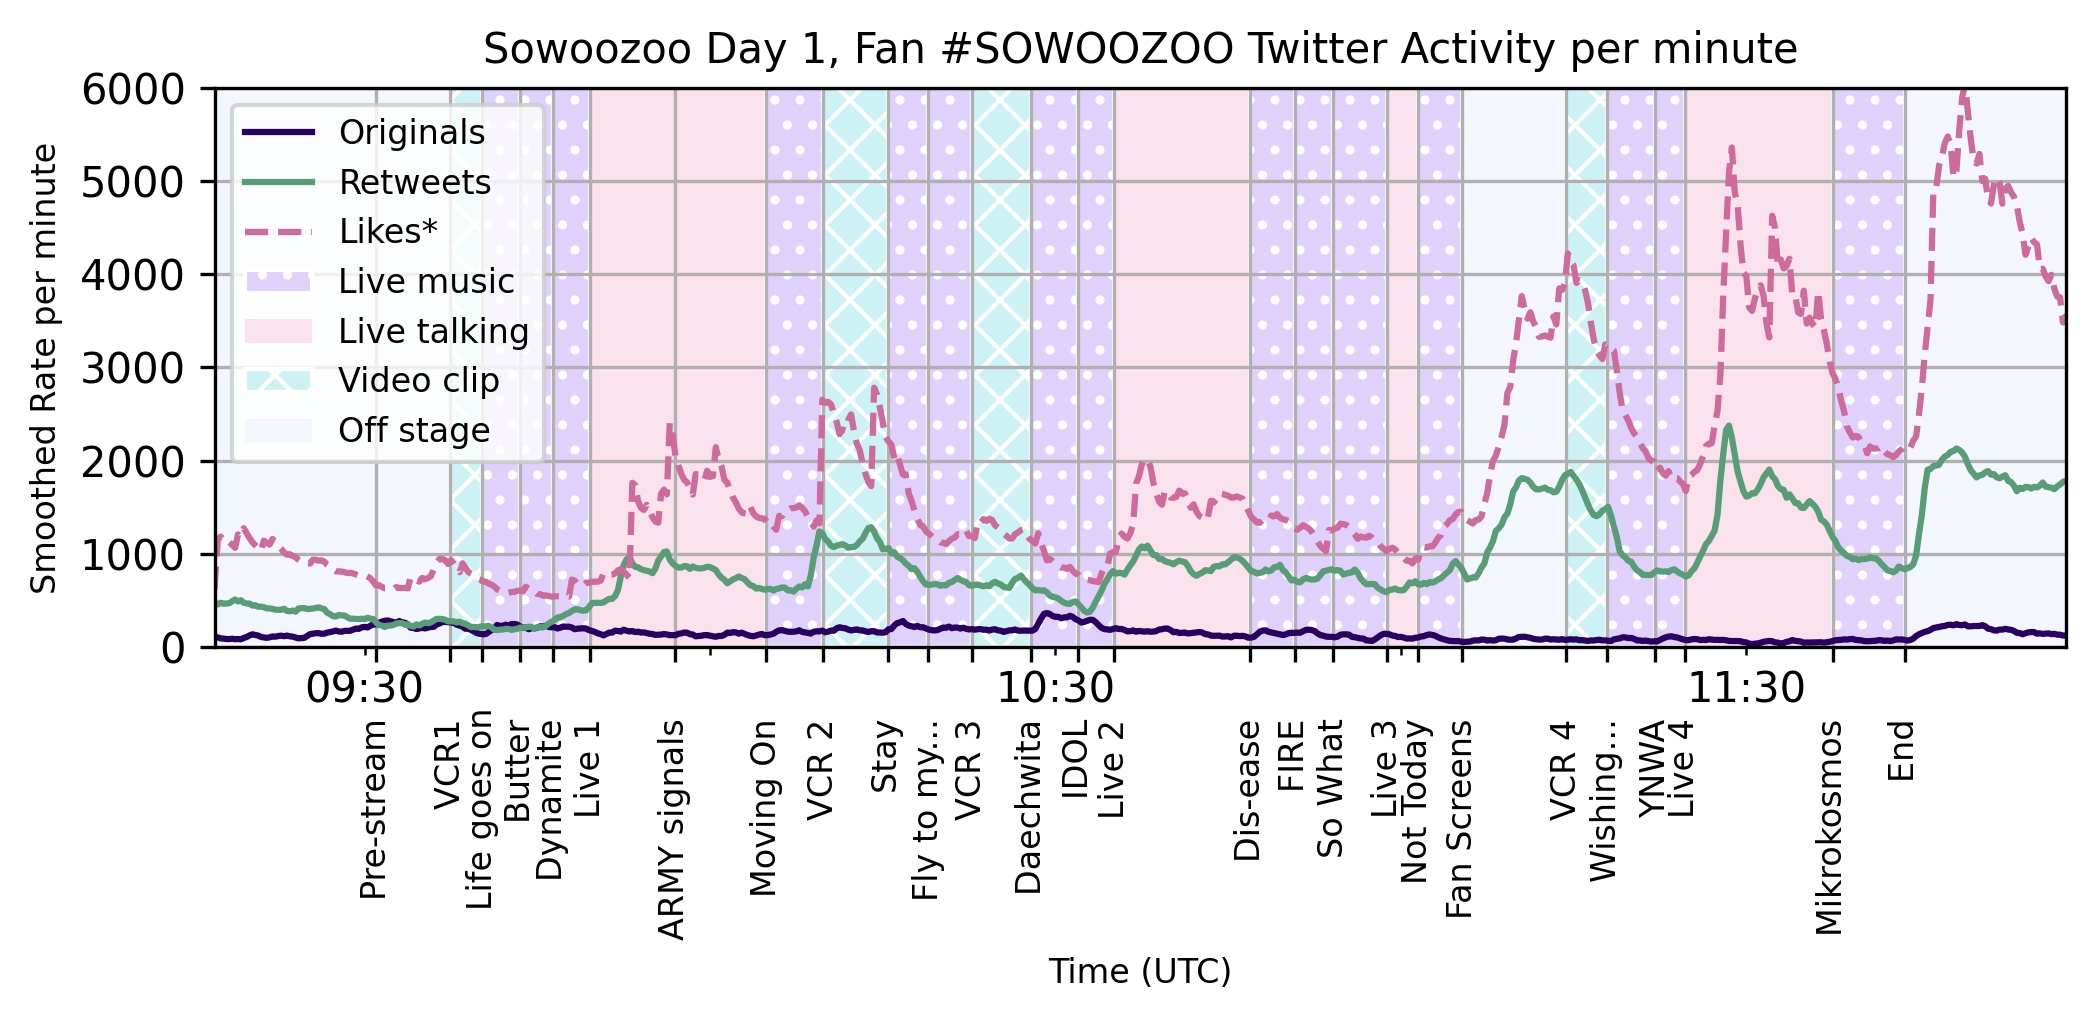 Sowoozoo Day 1, Fan #SOWOOZOO Twitter Activity per minute
Smoothed Rate per minute
6000
5000
4000
3000
2000
1000
0
Originals
Retweets
Likes*
Live music
Live talking
Video clip
Off stage
09:30
10:30
11:30
Pre-stream
VCR1
Life goes on
Butter
Dynamite
Live 1
ARMY signals
Moving On
VCR 2
Stay
Fly to my...
VCR 3
Daechwita
IDOL
Live 2
Dis-ease
FIRE
So What
Live 3
Not Today
Fan Screens
VCR 4
Wishing...
YNWA
Live 4
Mikrokosmos
End
Time (UTC)